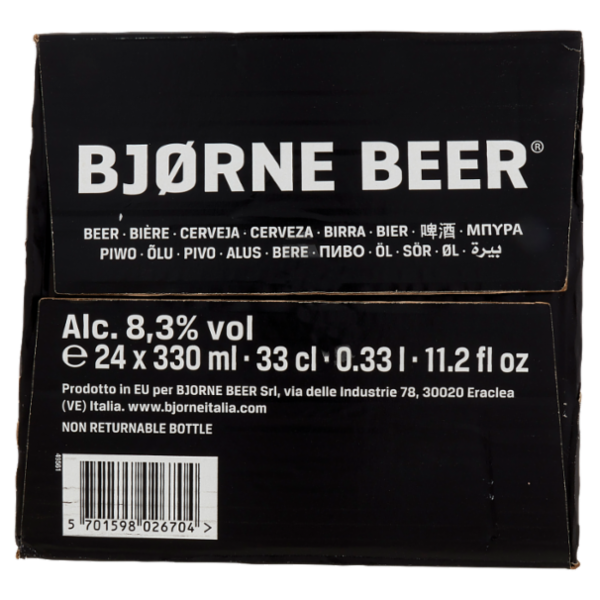 BJØRNE BEER®
BEER · BIÈRE · CERVEJA · CERVEZA · BIRRA · BIER · 啤酒 · ΜΠΥΡΑ
PIWO · ÕLU · PIVO · ALUS · BERE · ПИВО · ÖL · SÖR · ØL · بيرة
Alc. 8,3% vol
℮ 24 x 330 ml · 33 cl · 0.33 l · 11.2 fl oz
Prodotto in EU per BJORNE BEER Srl, via delle Industrie 78, 30020 Eraclea
(VE) Italia. www.bjorneitalia.com
NON RETURNABLE BOTTLE
5 701598 026704 >